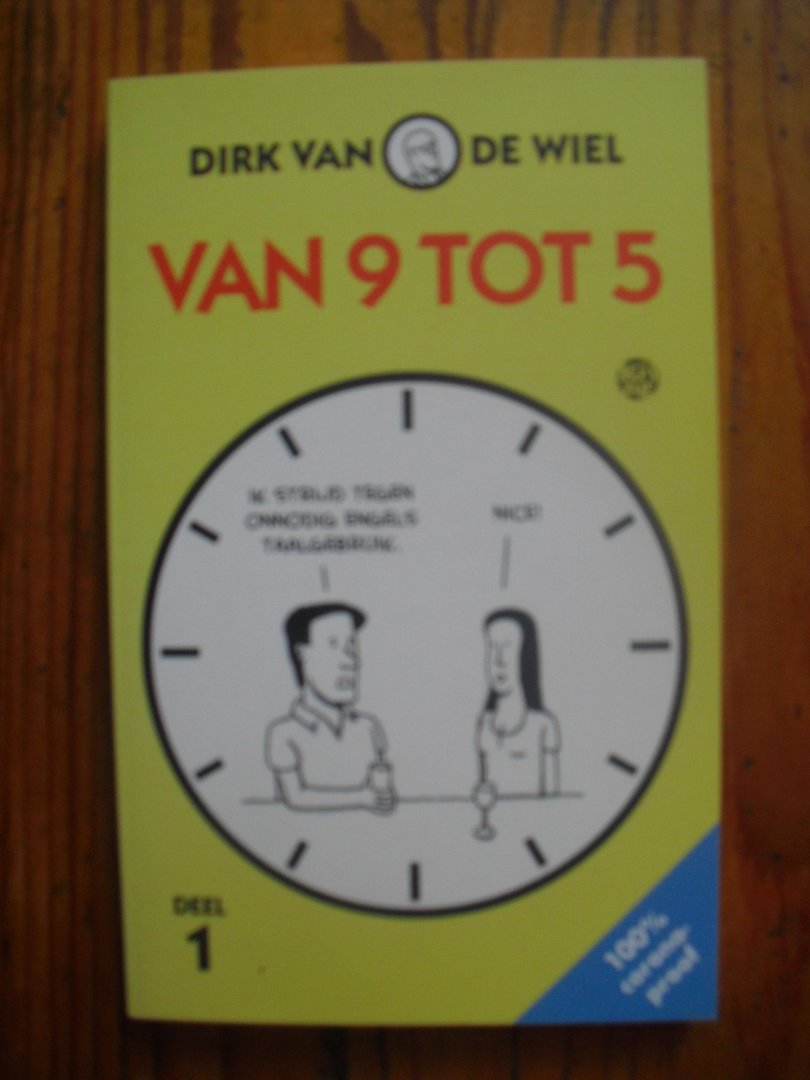 DIRK VAN DE WIEL
VAN 9 TOT 5
IK STRIJD TEGEN
ONNODIG ENGELS
TAALGEBRUIK.
NICE!
DEEL
1
100%
corona-
proof